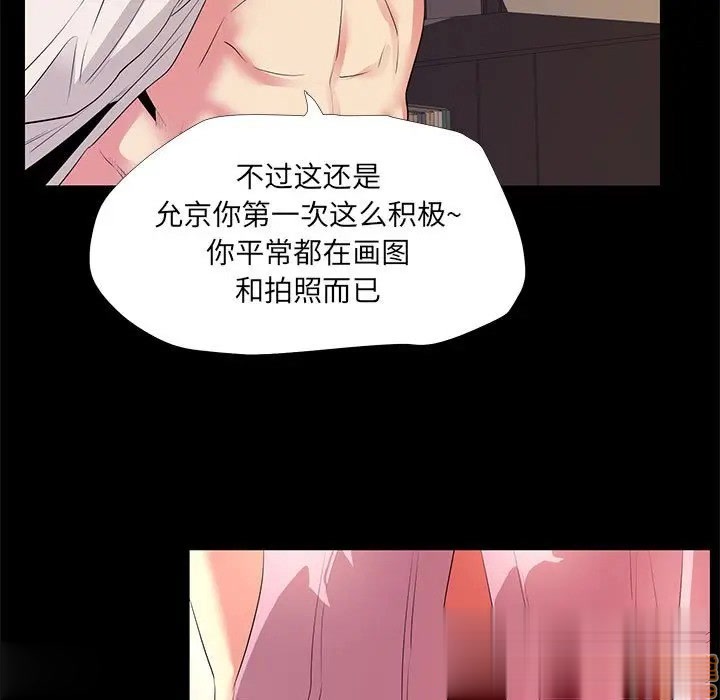 不过这还是
允京你第一次这么积极~
你平常都在画图
和拍照而已